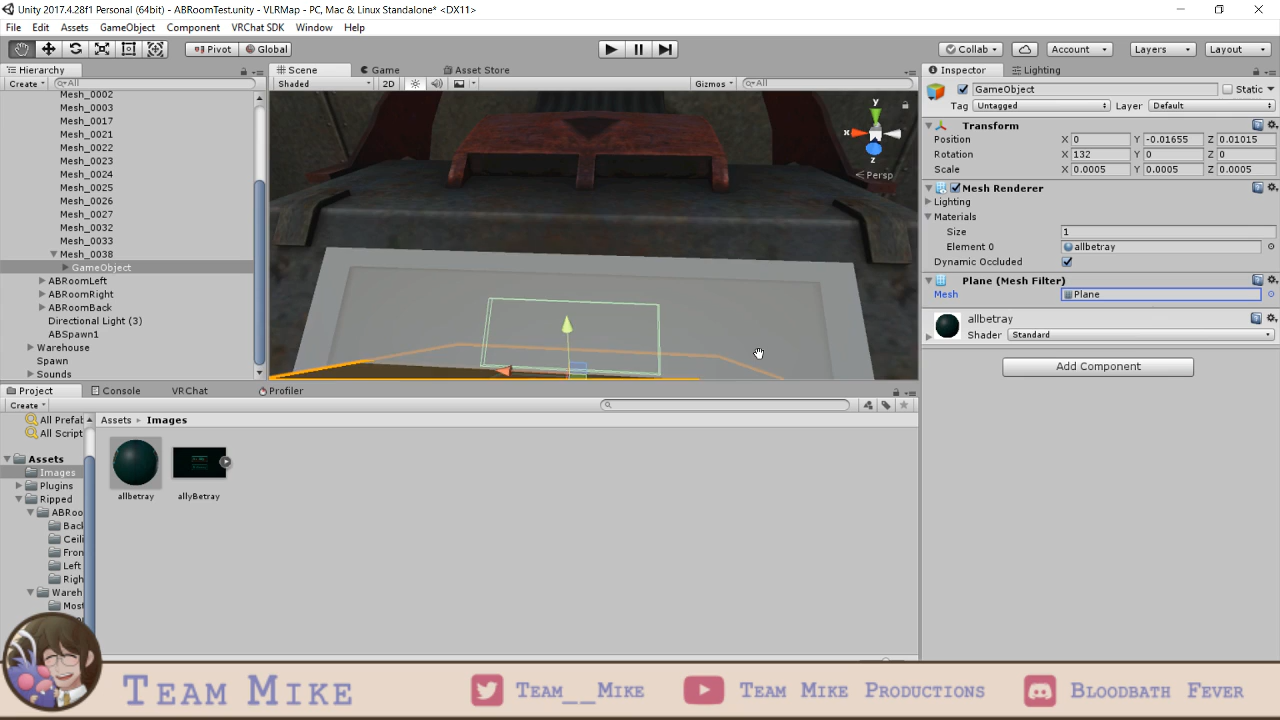 Unity 2017.4.28f1 Personal (64bit) - ABRoomTest.unity - VLRMap - PC, Mac & Linux Standalone* <DX11>
File Edit Assets GameObject Component VRChat SDK Window Help
Pivot Global Collab Account Layers Layout
Hierarchy
Create All
Mesh_0002
Mesh_0003
Mesh_0017
Mesh_0021
Mesh_0022
Mesh_0023
Mesh_0024
Mesh_0025
Mesh_0026
Mesh_0027
Mesh_0032
Mesh_0033
Mesh_0038
GameObject
ABRoomLeft
ABRoomRight
ABRoomBack
Directional Light (3)
ABSpawn1
Warehouse
Spawn
Sounds
Scene Game Asset Store
Shaded 2D Gizmos All
y
x
z
Persp
Inspector Lighting
GameObject Static
Tag Untagged Layer Default
Transform
Position X 0 Y -0.01655 Z 0.01015
Rotation X 132 Y 0 Z 0
Scale X 0.0005 Y 0.0005 Z 0.0005
Mesh Renderer
Lighting
Materials
Size 1
Element 0 allbetray
Dynamic Occluded
Plane (Mesh Filter)
Mesh Plane
allbetray
Shader Standard
Add Component
Project Console VRChat Profiler
Create
All Prefab
All Script
Assets
Images
Plugins
Ripped
ABRoo
Back
Ceili
Fron
Left
Righ
Wareh
Most
Assets Images
allbetray allyBetray
Team Mike Team__Mike Team Mike Productions Bloodbath Fever